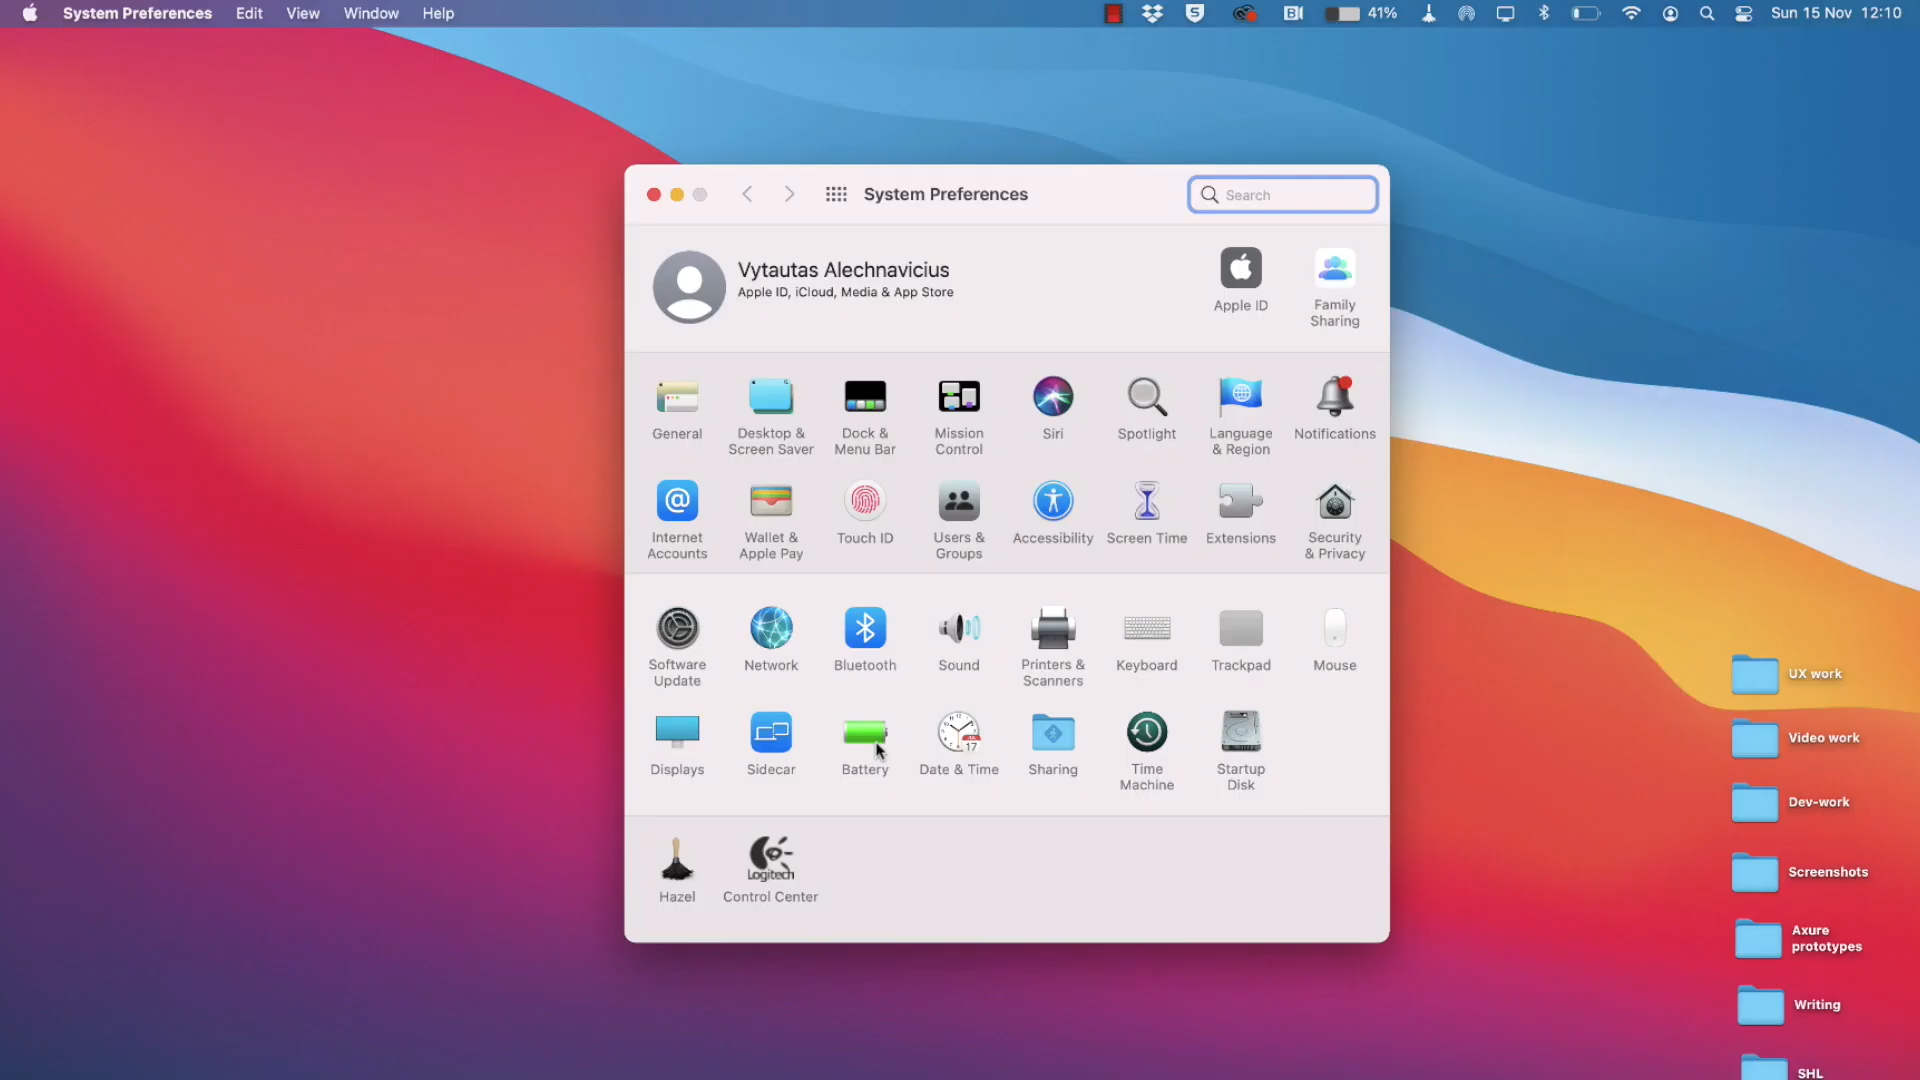 System Preferences Edit View Window Help
41% Sun 15 Nov 12:10
System Preferences
Search
Vytautas Alechnavicius
Apple ID, iCloud, Media & App Store
Apple ID
Family
Sharing
General
Desktop &
Screen Saver
Dock &
Menu Bar
Mission
Control
Siri
Spotlight
Language
& Region
Notifications
Internet
Accounts
Wallet &
Apple Pay
Touch ID
Users &
Groups
Accessibility
Screen Time
Extensions
Security
& Privacy
Software
Update
Network
Bluetooth
Sound
Printers &
Scanners
Keyboard
Trackpad
Mouse
Displays
Sidecar
Battery
JUL
17
Date & Time
Sharing
Time
Machine
Startup
Disk
Hazel
Logitech
Control Center
UX work
Video work
Dev-work
Screenshots
Axure
prototypes
Writing
SHL